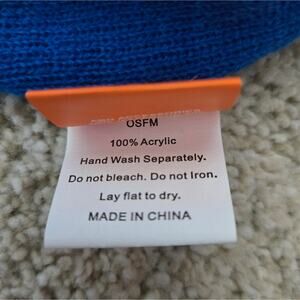 OSFM
100% Acrylic
Hand Wash Separately.
Do not bleach. Do not Iron.
Lay flat to dry.
MADE IN CHINA